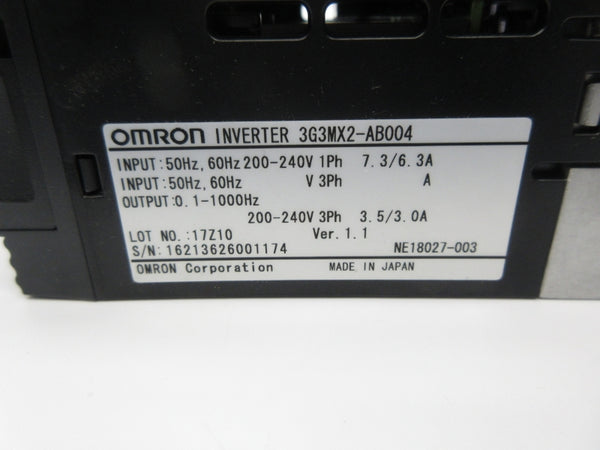 OMRON INVERTER 3G3MX2-AB004
INPUT:50Hz, 60Hz 200-240V 1Ph 7.3/6.3A
INPUT:50Hz, 60Hz V 3Ph A
OUTPUT:0.1-1000Hz
200-240V 3Ph 3.5/3.0A
LOT NO.:17Z10 Ver. 1.1
S/N:16213626001174 NE18027-003
OMRON Corporation MADE IN JAPAN